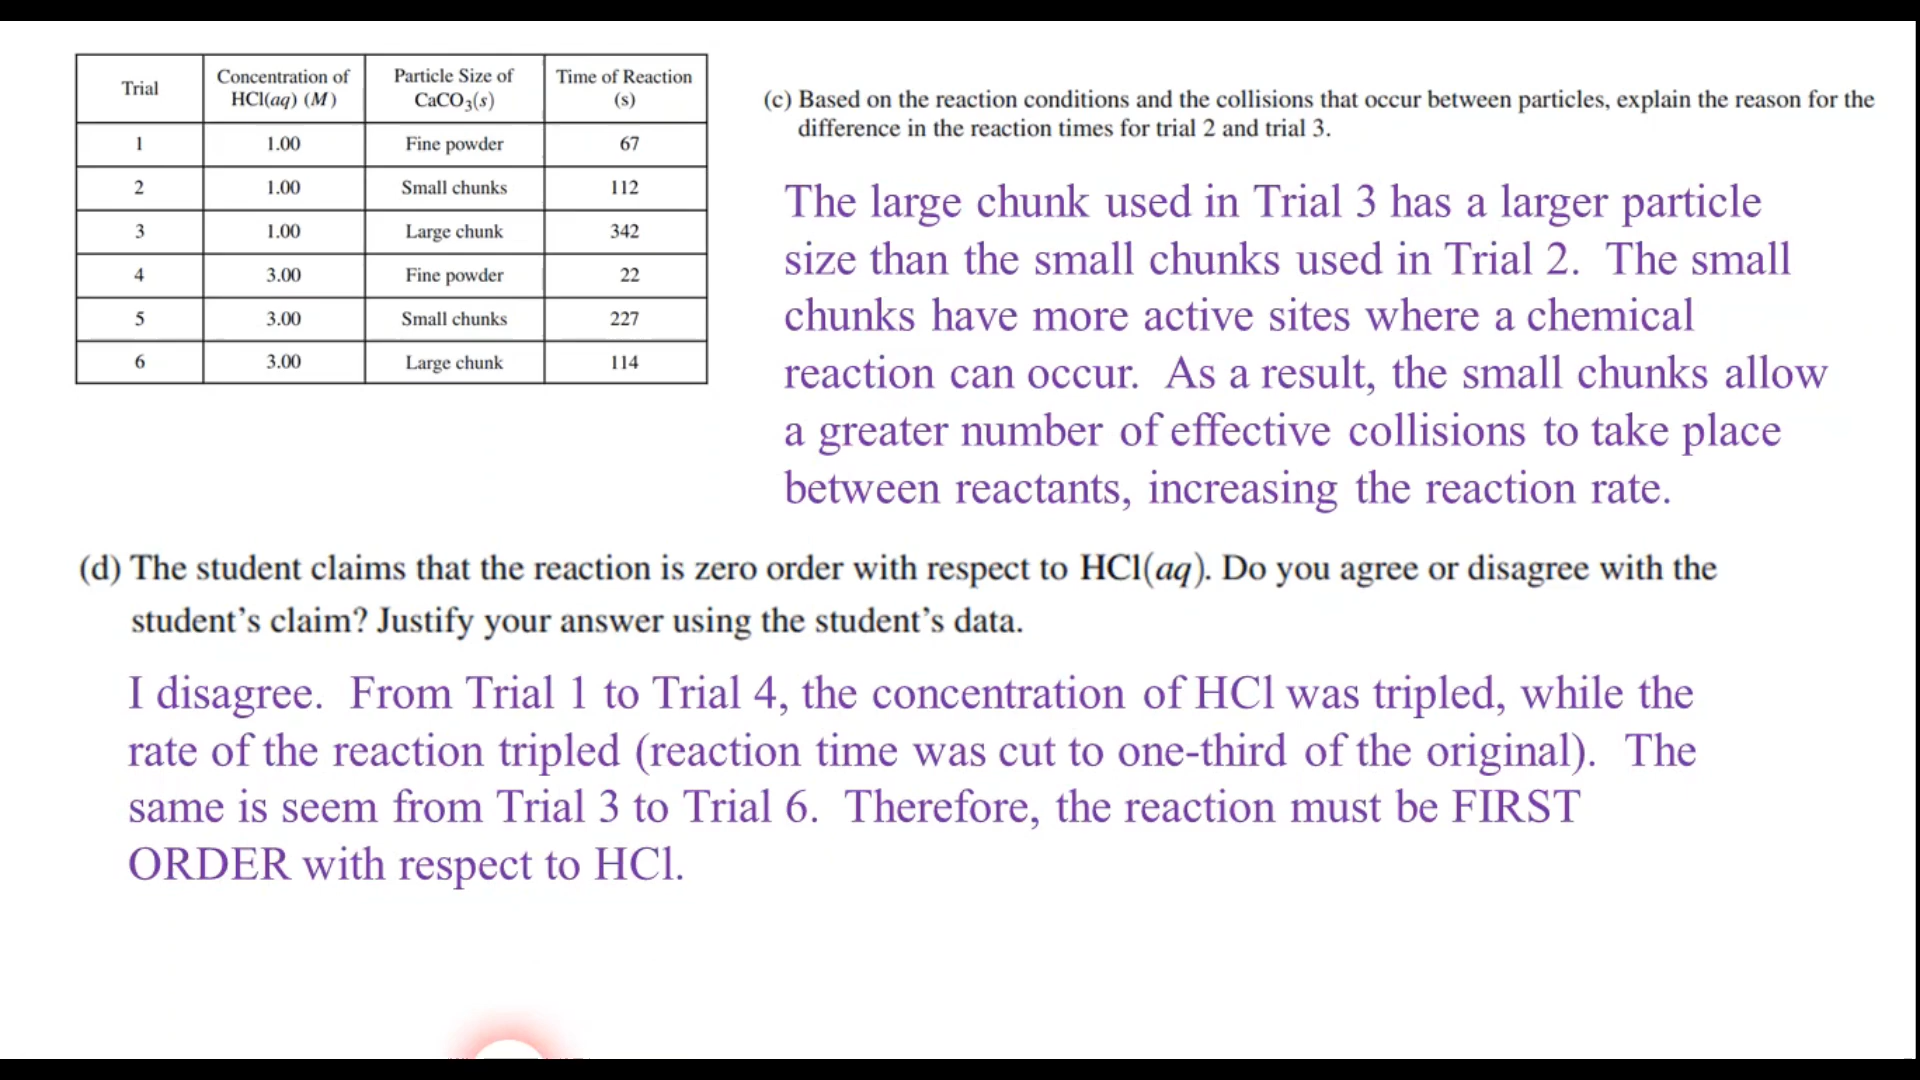 Trial
Concentration of HCl(aq) (M)
Particle Size of CaCO3(s)
Time of Reaction (s)
1 1.00 Fine powder 67
2 1.00 Small chunks 112
3 1.00 Large chunk 342
4 3.00 Fine powder 22
5 3.00 Small chunks 227
6 3.00 Large chunk 114
(c) Based on the reaction conditions and the collisions that occur between particles, explain the reason for the
difference in the reaction times for trial 2 and trial 3.
The large chunk used in Trial 3 has a larger particle
size than the small chunks used in Trial 2. The small
chunks have more active sites where a chemical
reaction can occur. As a result, the small chunks allow
a greater number of effective collisions to take place
between reactants, increasing the reaction rate.
(d) The student claims that the reaction is zero order with respect to HCl(aq). Do you agree or disagree with the
student's claim? Justify your answer using the student's data.
I disagree. From Trial 1 to Trial 4, the concentration of HCl was tripled, while the
rate of the reaction tripled (reaction time was cut to one-third of the original). The
same is seem from Trial 3 to Trial 6. Therefore, the reaction must be FIRST
ORDER with respect to HCl.